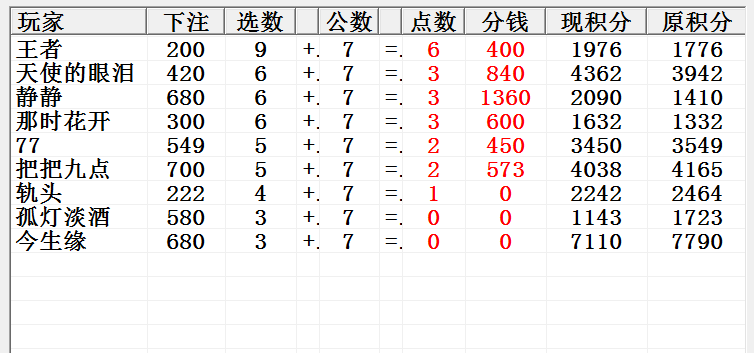 玩家 下注 选数 公数 点数 分钱 现积分 原积分
王者 200 9 +. 7 =. 6 400 1976 1776
天使的眼泪 420 6 +. 7 =. 3 840 4362 3942
静静 680 6 +. 7 =. 3 1360 2090 1410
那时花开 300 6 +. 7 =. 3 600 1632 1332
77 549 5 +. 7 =. 2 450 3450 3549
把把九点 700 5 +. 7 =. 2 573 4038 4165
轨头 222 4 +. 7 =. 1 0 2242 2464
孤灯淡酒 580 3 +. 7 =. 0 0 1143 1723
今生缘 680 3 +. 7 =. 0 0 7110 7790